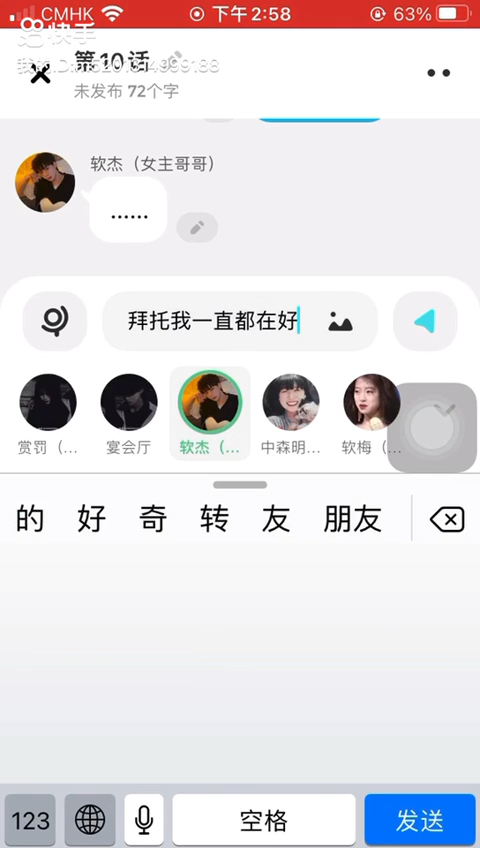 CMHK 下午2:58 63%
快手
第10话
未发布 72个字
软杰（女主哥哥）
......
拜托我一直都在好
赏罚（... 宴会厅 软杰（... 中森明... 软梅（...
的 好 奇 转 友 朋友
123 空格 发送